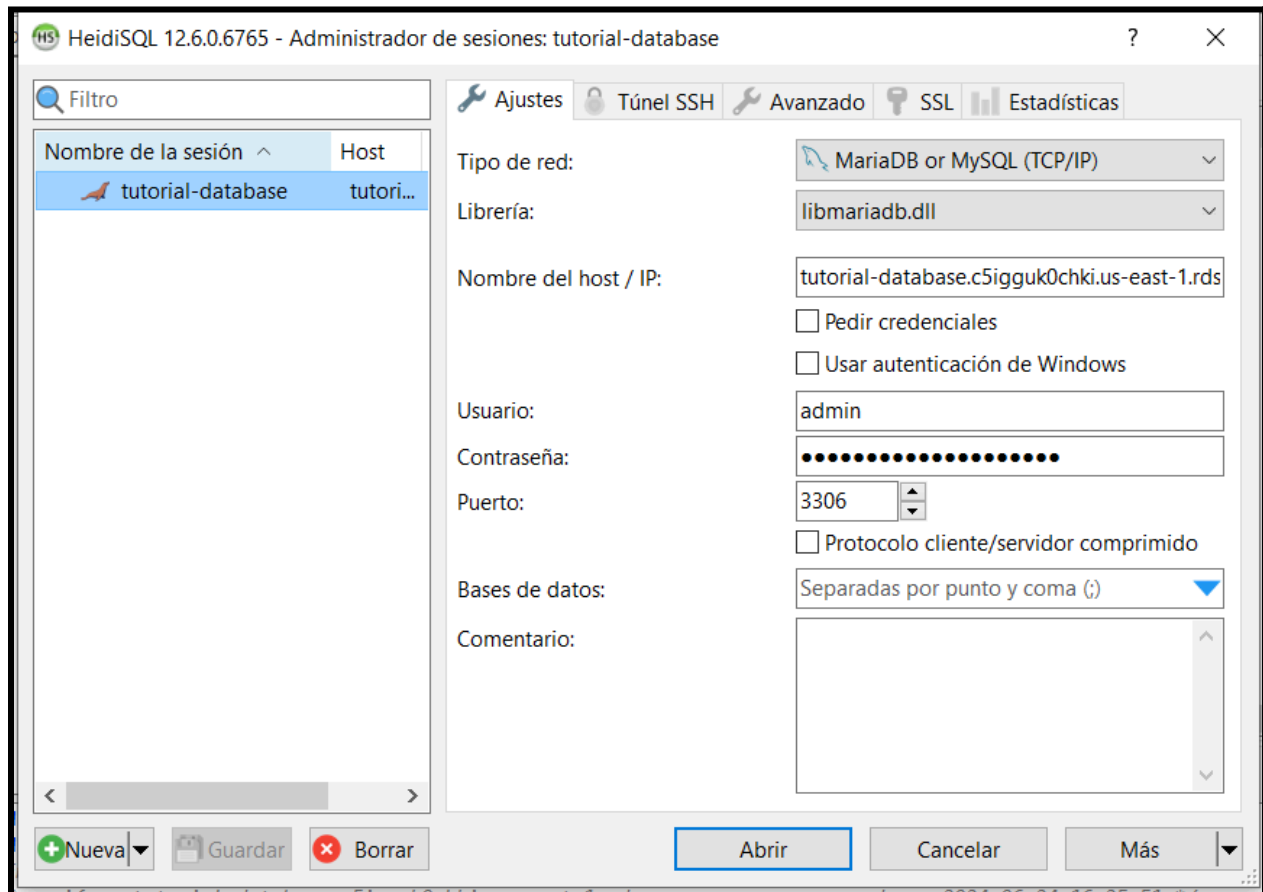 HS HeidiSQL 12.6.0.6765 - Administrador de sesiones: tutorial-database ?
Filtro
Nombre de la sesión Host
tutorial-database tutori...
Ajustes Túnel SSH Avanzado SSL Estadísticas
Tipo de red: MariaDB or MySQL (TCP/IP)
Librería: libmariadb.dll
Nombre del host / IP: tutorial-database.c5igguk0chki.us-east-1.rds
Pedir credenciales
Usar autenticación de Windows
Usuario: admin
Contraseña: ●●●●●●●●●●●●●●●●●●●●
Puerto: 3306
Protocolo cliente/servidor comprimido
Bases de datos: Separadas por punto y coma (;)
Comentario:
Nueva Guardar Borrar Abrir Cancelar Más